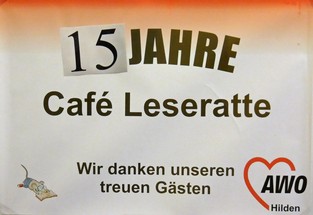 15 JAHRE
Café Leseratte
Wir danken unseren
treuen Gästen
AWO
Hilden